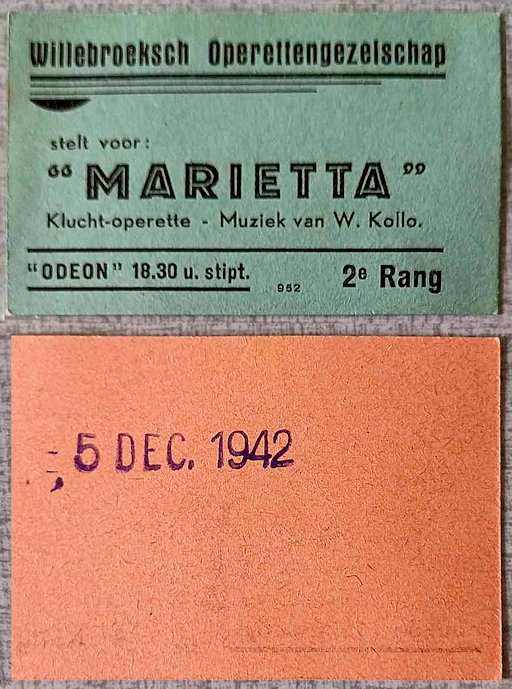 Willebroeksch Operettengezelschap
stelt voor:
“MARIETTA”
Klucht-operette - Muziek van W. Kollo.
"ODEON" 18.30 u. stipt.
952
2e Rang
- 5 DEC. 1942